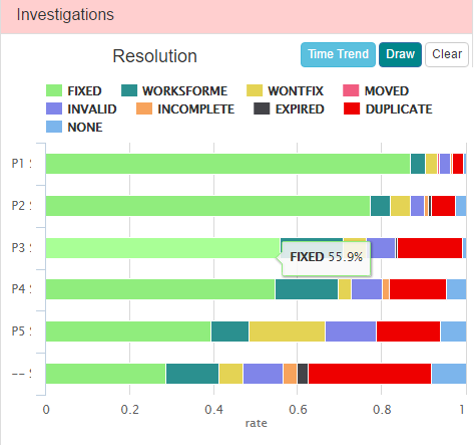 Investigations
Resolution Time Trend Draw Clear
FIXED WORKSFORME WONTFIX MOVED
INVALID INCOMPLETE EXPIRED DUPLICATE
NONE
P1
P2
P3
FIXED 55.9%
P4
P5
--
0 0.2 0.4 0.6 0.8 1
rate